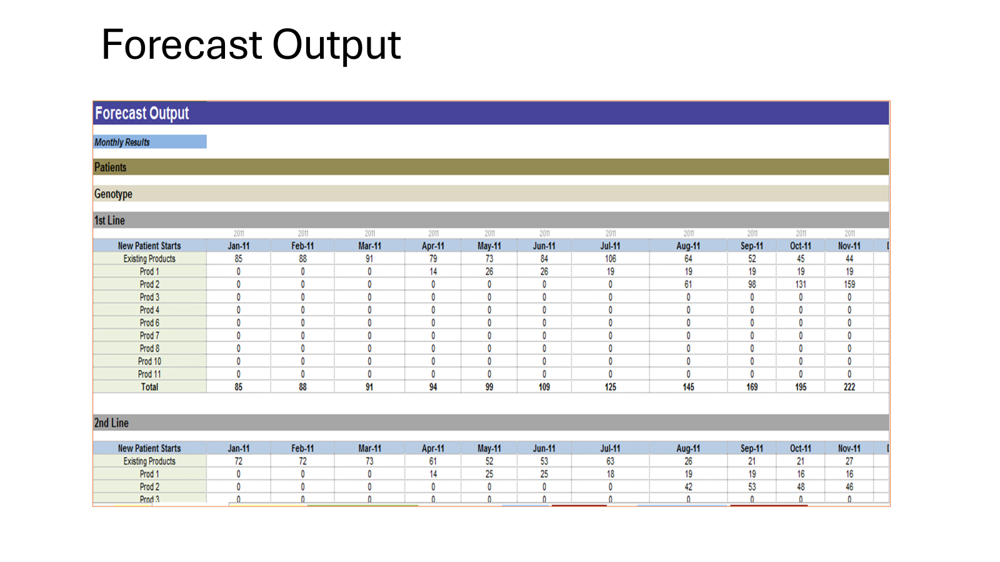 Forecast Output
Forecast Output
Monthly Results
Patients
Genotype
1st Line
2011 2011 2011 2011 2011 2011 2011 2011 2011 2011 2011
New Patient Starts Jan-11 Feb-11 Mar-11 Apr-11 May-11 Jun-11 Jul-11 Aug-11 Sep-11 Oct-11 Nov-11
Existing Products 85 88 91 79 73 84 106 64 52 45 44
Prod 1 0 0 0 14 26 26 19 19 19 19 19
Prod 2 0 0 0 0 0 0 0 61 98 131 159
Prod 3 0 0 0 0 0 0 0 0 0 0 0
Prod 4 0 0 0 0 0 0 0 0 0 0 0
Prod 6 0 0 0 0 0 0 0 0 0 0 0
Prod 7 0 0 0 0 0 0 0 0 0 0 0
Prod 8 0 0 0 0 0 0 0 0 0 0 0
Prod 10 0 0 0 0 0 0 0 0 0 0 0
Prod 11 0 0 0 0 0 0 0 0 0 0 0
Total 85 88 91 94 99 109 125 145 169 195 222
2nd Line
New Patient Starts Jan-11 Feb-11 Mar-11 Apr-11 May-11 Jun-11 Jul-11 Aug-11 Sep-11 Oct-11 Nov-11
Existing Products 72 72 73 61 52 53 63 26 21 21 27
Prod 1 0 0 0 14 25 25 18 19 19 16 16
Prod 2 0 0 0 0 0 0 0 42 53 48 46
Prod 3 0 0 0 0 0 0 0 0 0 0 0